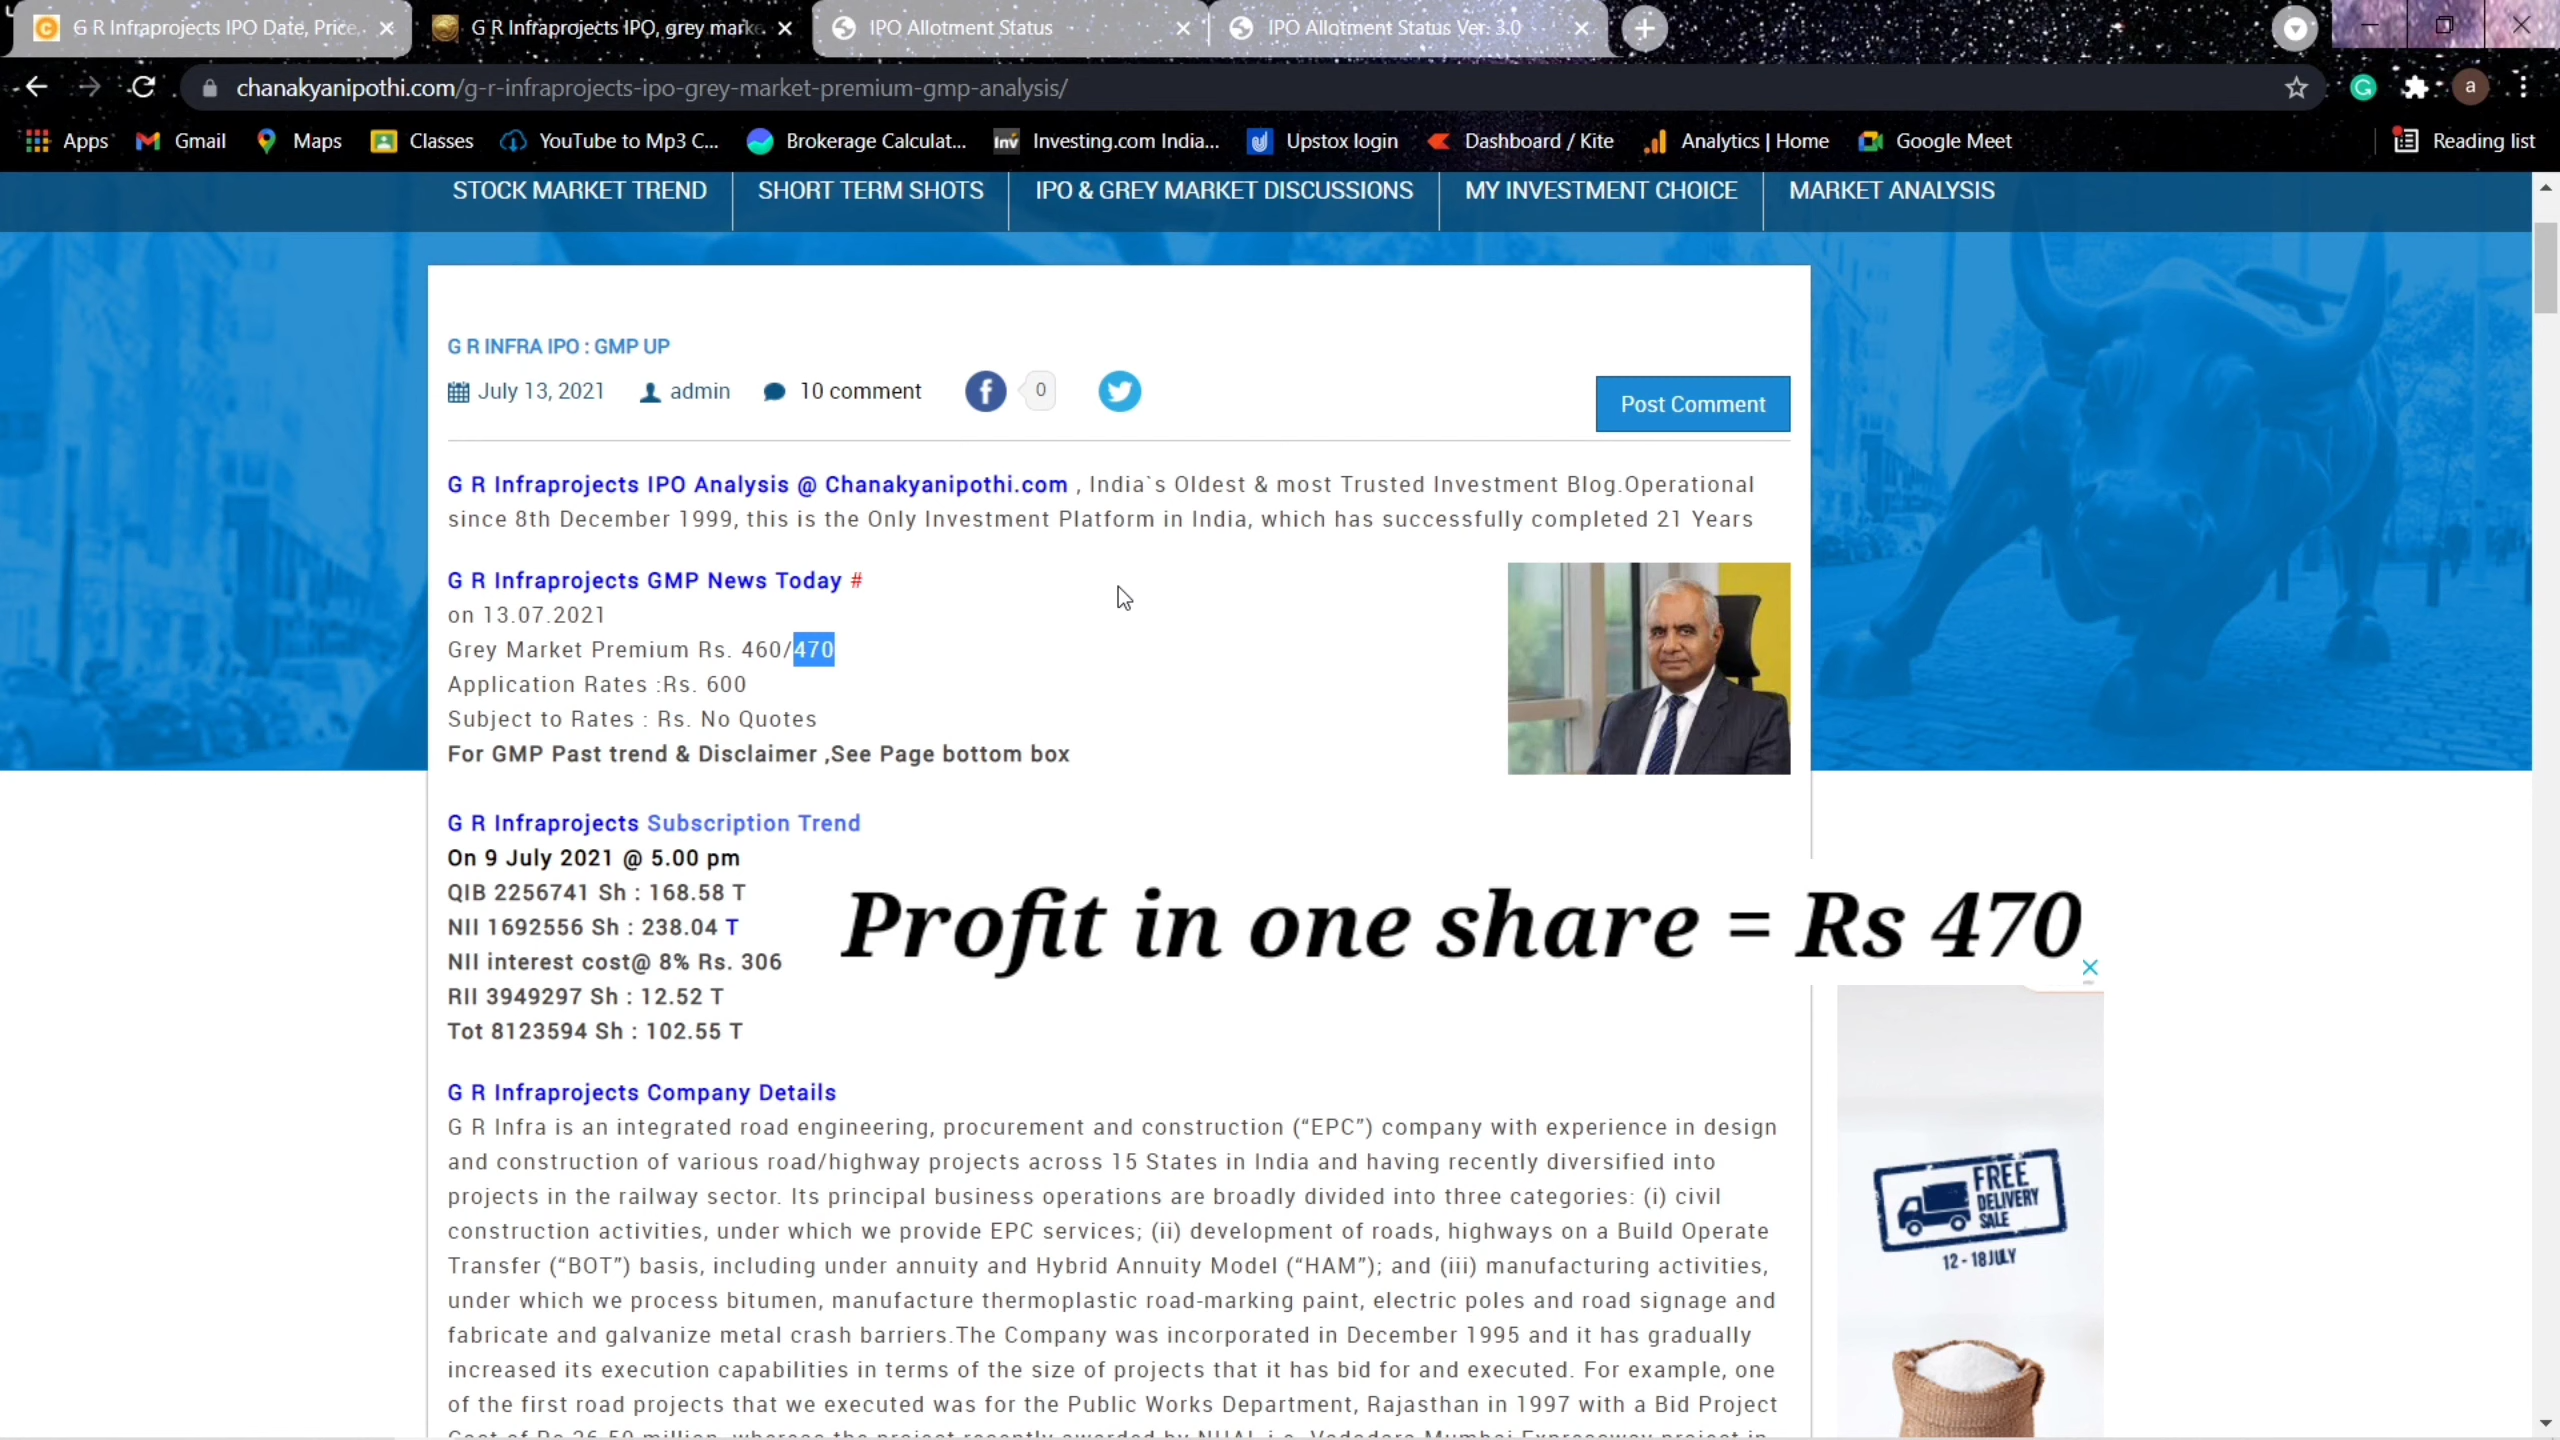 G R Infraprojects IPO Date, Price,
G R Infraprojects IPO, grey marke
IPO Allotment Status
IPO Allotment Status Ver: 3.0
chanakyanipothi.com/g-r-infraprojects-ipo-grey-market-premium-gmp-analysis/
a
Apps
Gmail
Maps
Classes
YouTube to Mp3 C...
Brokerage Calculat...
Inv
Investing.com India...
Upstox login
Dashboard / Kite
Analytics | Home
Google Meet
Reading list
STOCK MARKET TREND
SHORT TERM SHOTS
IPO & GREY MARKET DISCUSSIONS
MY INVESTMENT CHOICE
MARKET ANALYSIS
G R INFRA IPO : GMP UP
July 13, 2021 admin 10 comment 0
Post Comment
G R Infraprojects IPO Analysis @ Chanakyanipothi.com , India`s Oldest & most Trusted Investment Blog.Operational
since 8th December 1999, this is the Only Investment Platform in India, which has successfully completed 21 Years
G R Infraprojects GMP News Today #
on 13.07.2021
Grey Market Premium Rs. 460/470
Application Rates :Rs. 600
Subject to Rates : Rs. No Quotes
For GMP Past trend & Disclaimer ,See Page bottom box
G R Infraprojects Subscription Trend
On 9 July 2021 @ 5.00 pm
QIB 2256741 Sh : 168.58 T
NII 1692556 Sh : 238.04 T
NII interest cost@ 8% Rs. 306
RII 3949297 Sh : 12.52 T
Tot 8123594 Sh : 102.55 T
Profit in one share = Rs 470
G R Infraprojects Company Details
G R Infra is an integrated road engineering, procurement and construction (“EPC”) company with experience in design
and construction of various road/highway projects across 15 States in India and having recently diversified into
projects in the railway sector. Its principal business operations are broadly divided into three categories: (i) civil
construction activities, under which we provide EPC services; (ii) development of roads, highways on a Build Operate
Transfer (“BOT”) basis, including under annuity and Hybrid Annuity Model (“HAM”); and (iii) manufacturing activities,
under which we process bitumen, manufacture thermoplastic road-marking paint, electric poles and road signage and
fabricate and galvanize metal crash barriers.The Company was incorporated in December 1995 and it has gradually
increased its execution capabilities in terms of the size of projects that it has bid for and executed. For example, one
of the first road projects that we executed was for the Public Works Department, Rajasthan in 1997 with a Bid Project
FREE
DELIVERY
SALE
12 - 18 JULY